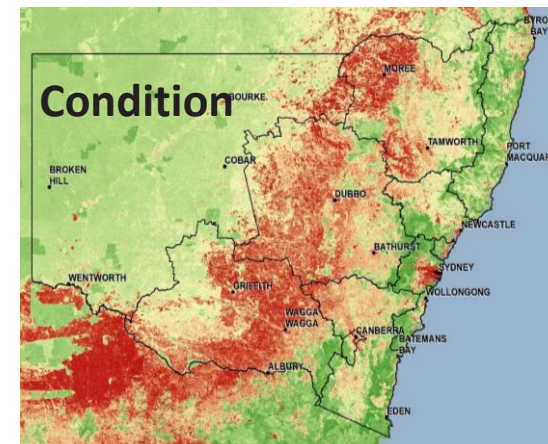 BYRO
BAY
MOREE
Condition
BOURKE
TAMWORTH
COBAR
PORT
MACQUAR
BROKEN
HILL
DUBBO
NEWCASTLE
BATHURST
SYDNEY
WENTWORTH
GRIFFITH
WOLLONGONG
WAGGA
WAGGA
CANBERRA
BATEMANS
BAY
ALBURY
EDEN